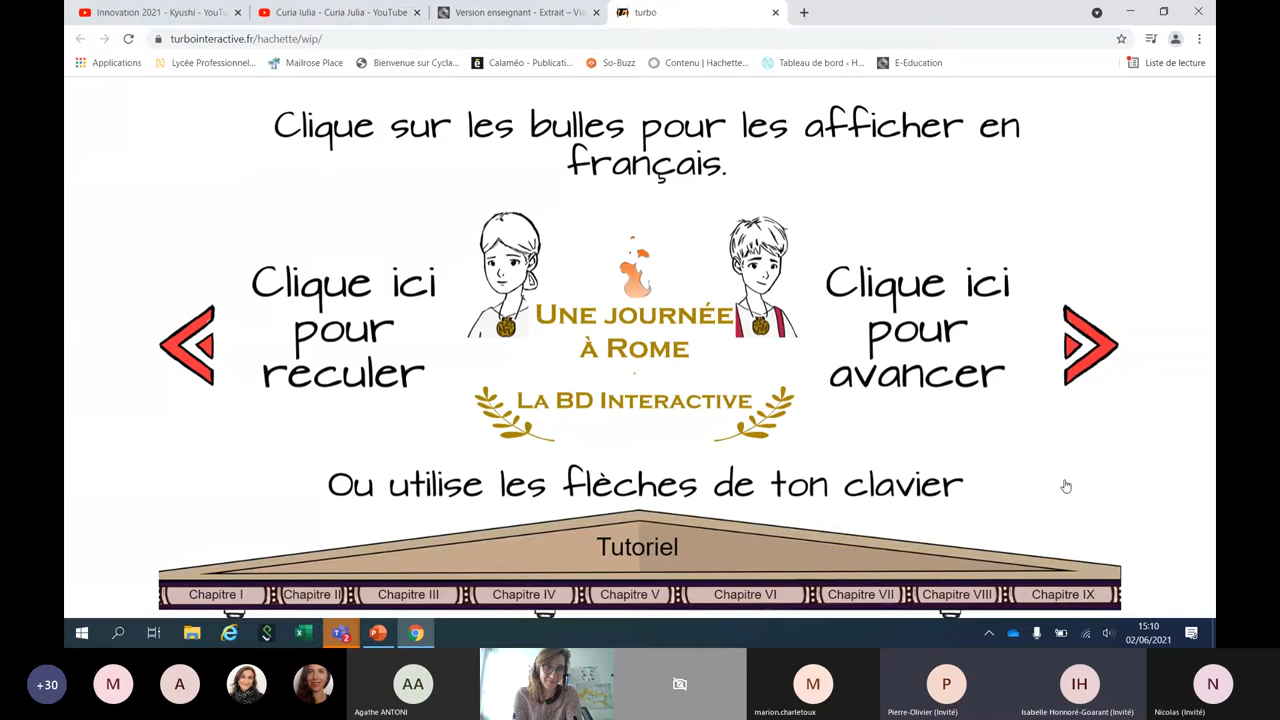 Innovation 2021 - Kyushi - YouTu
Curia Iulia - Curia Julia - YouTube
Version enseignant - Extrait – Via
turbo
turbointeractive.fr/hachette/wip/
Applications
Lycée Professionnel...
Mailrose Place
Bienvenue sur Cycla...
Calaméo - Publicati...
So-Buzz
Contenu | Hachette...
Tableau de bord ‹ H...
E-Education
Liste de lecture
Clique sur les bulles pour les afficher en
français.
Clique ici
pour
reculer
Une journée
à Rome
La BD Interactive
Clique ici
pour
avancer
Ou utilise les flèches de ton clavier
Tutoriel
Chapitre I
Chapitre II
Chapitre III
Chapitre IV
Chapitre V
Chapitre VI
Chapitre VII
Chapitre VIII
Chapitre IX
15:10
02/06/2021
+30
M
A
AA
Agathe ANTONI
M
marion.charletoux
P
Pierre-Olivier (Invité)
IH
Isabelle Honnoré-Goarant (Invité)
N
Nicolas (Invité)